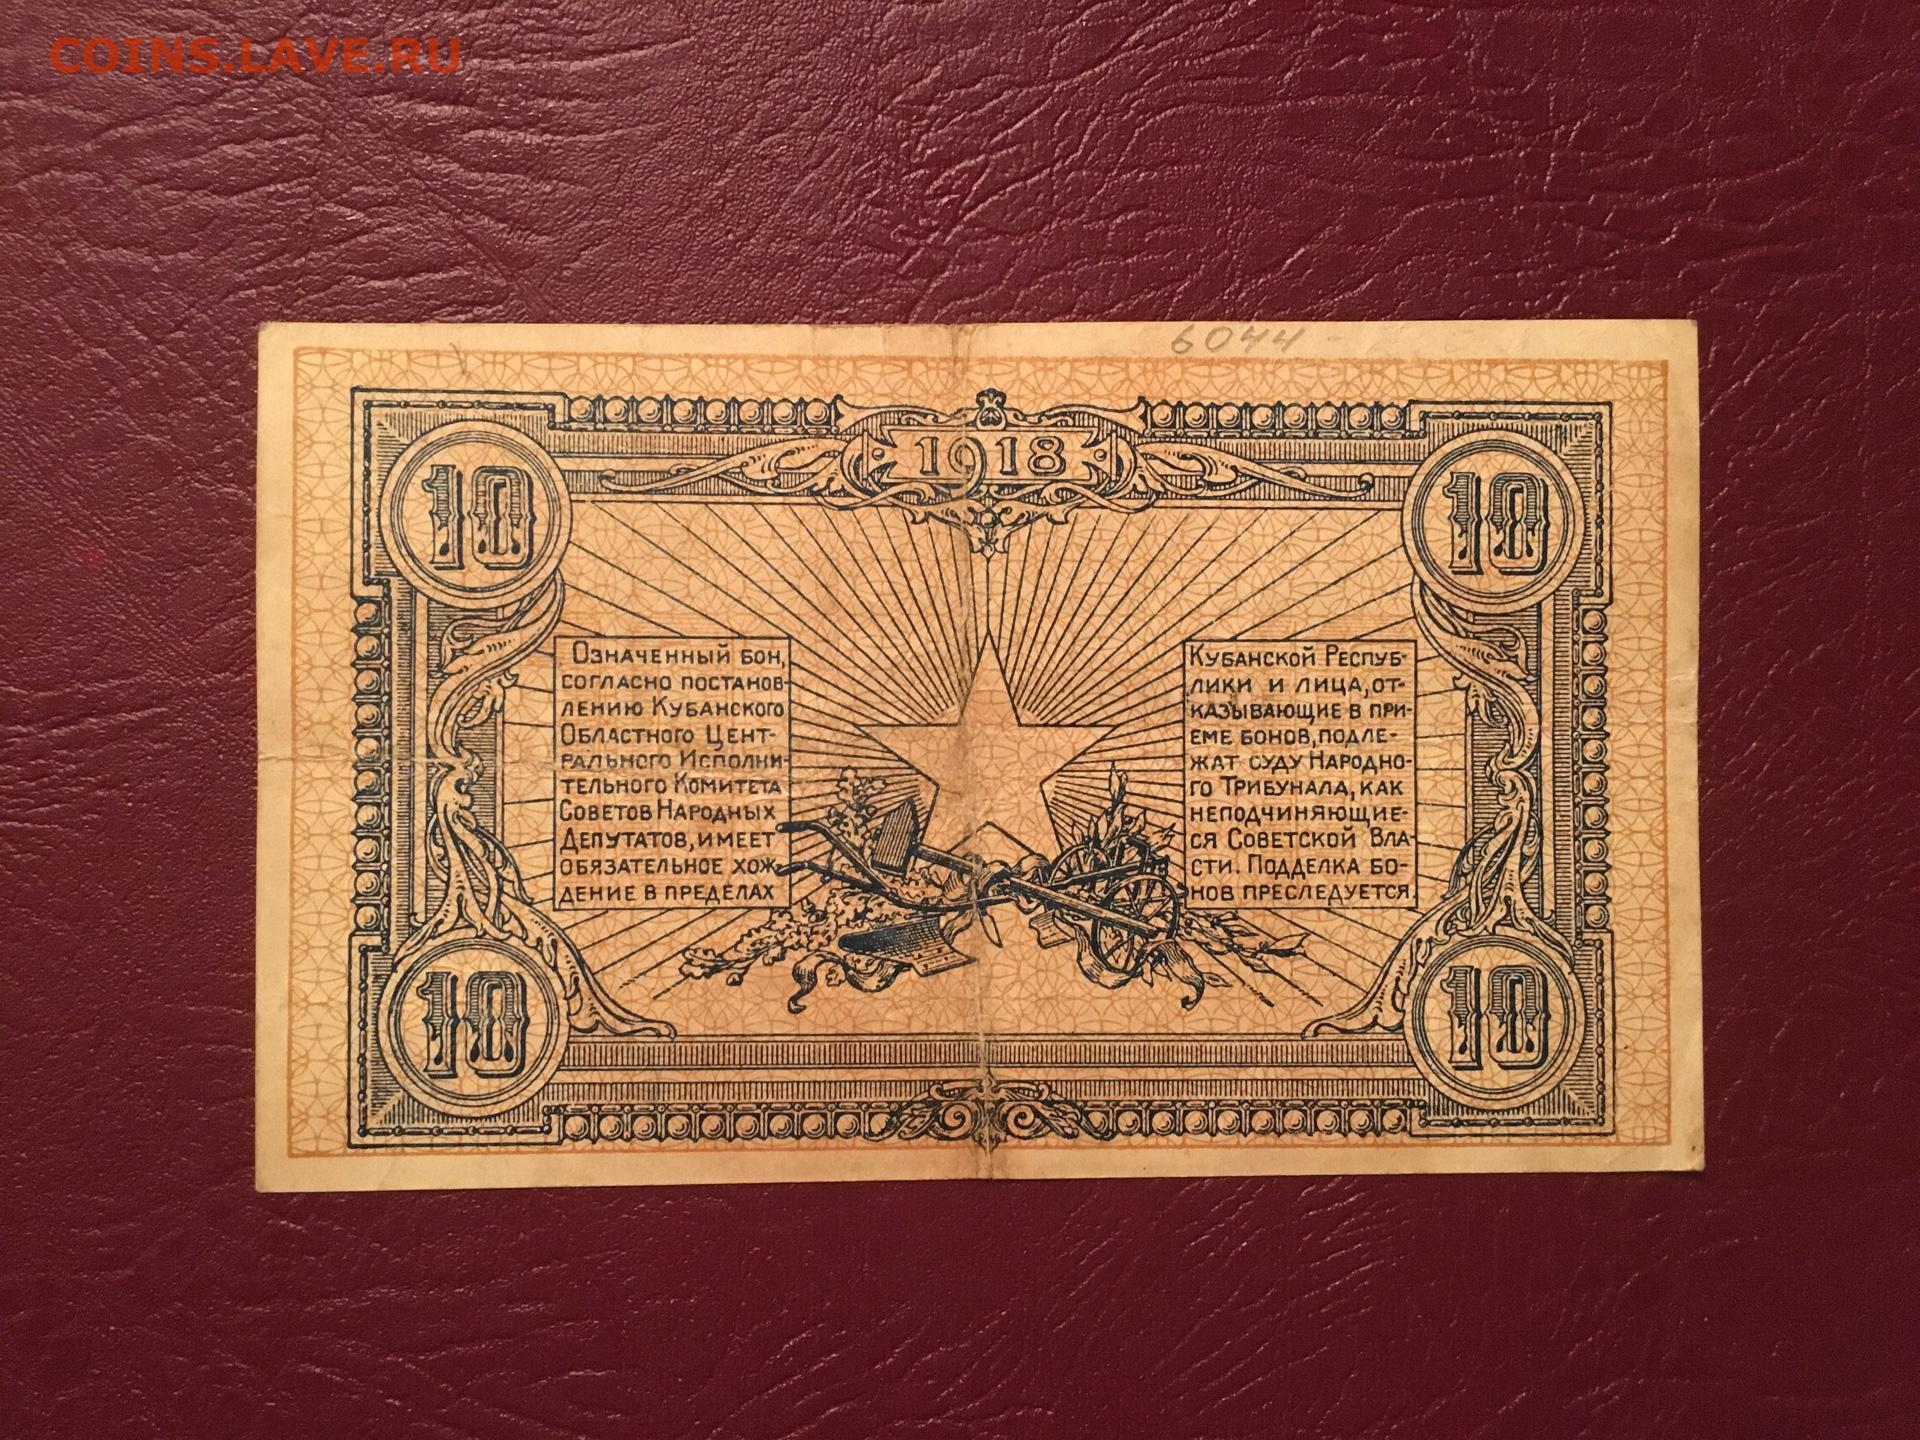 COINS.LAVE.RU
6044
1918
10
10
Означенный бон,
согласно постанов-
лению Кубанского
Областного Цент-
рального Исполни-
тельного Комитета
Советов Народных
Депутатов, имеет
обязательное хож-
дение в пределах
Кубанской Респуб-
лики и лица, от-
казывающие в при-
еме бонов, подле-
жат суду Народно-
го Трибунала, как
неподчиняющие-
ся Советской Вла-
сти. Подделка бо-
нов преследуется.
10
10